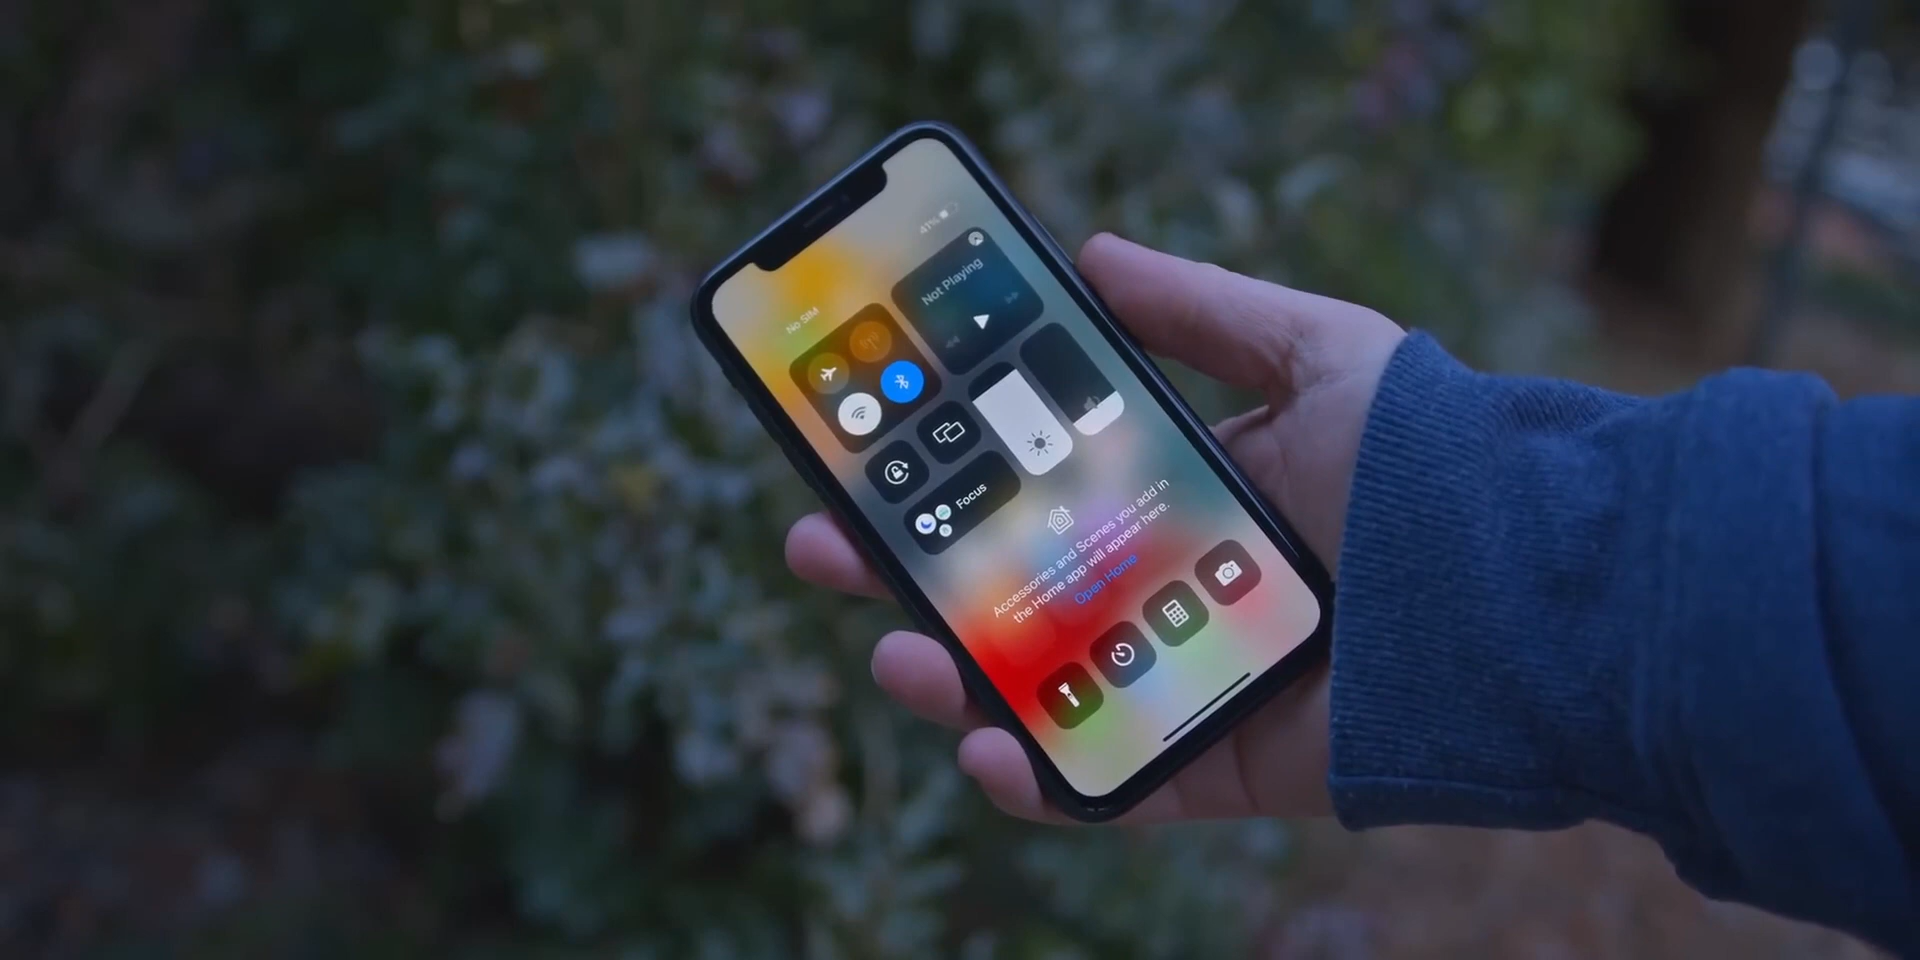 No SIM
41%
Not Playing
Focus
Accessories and Scenes you add in
the Home app will appear here.
Open Home